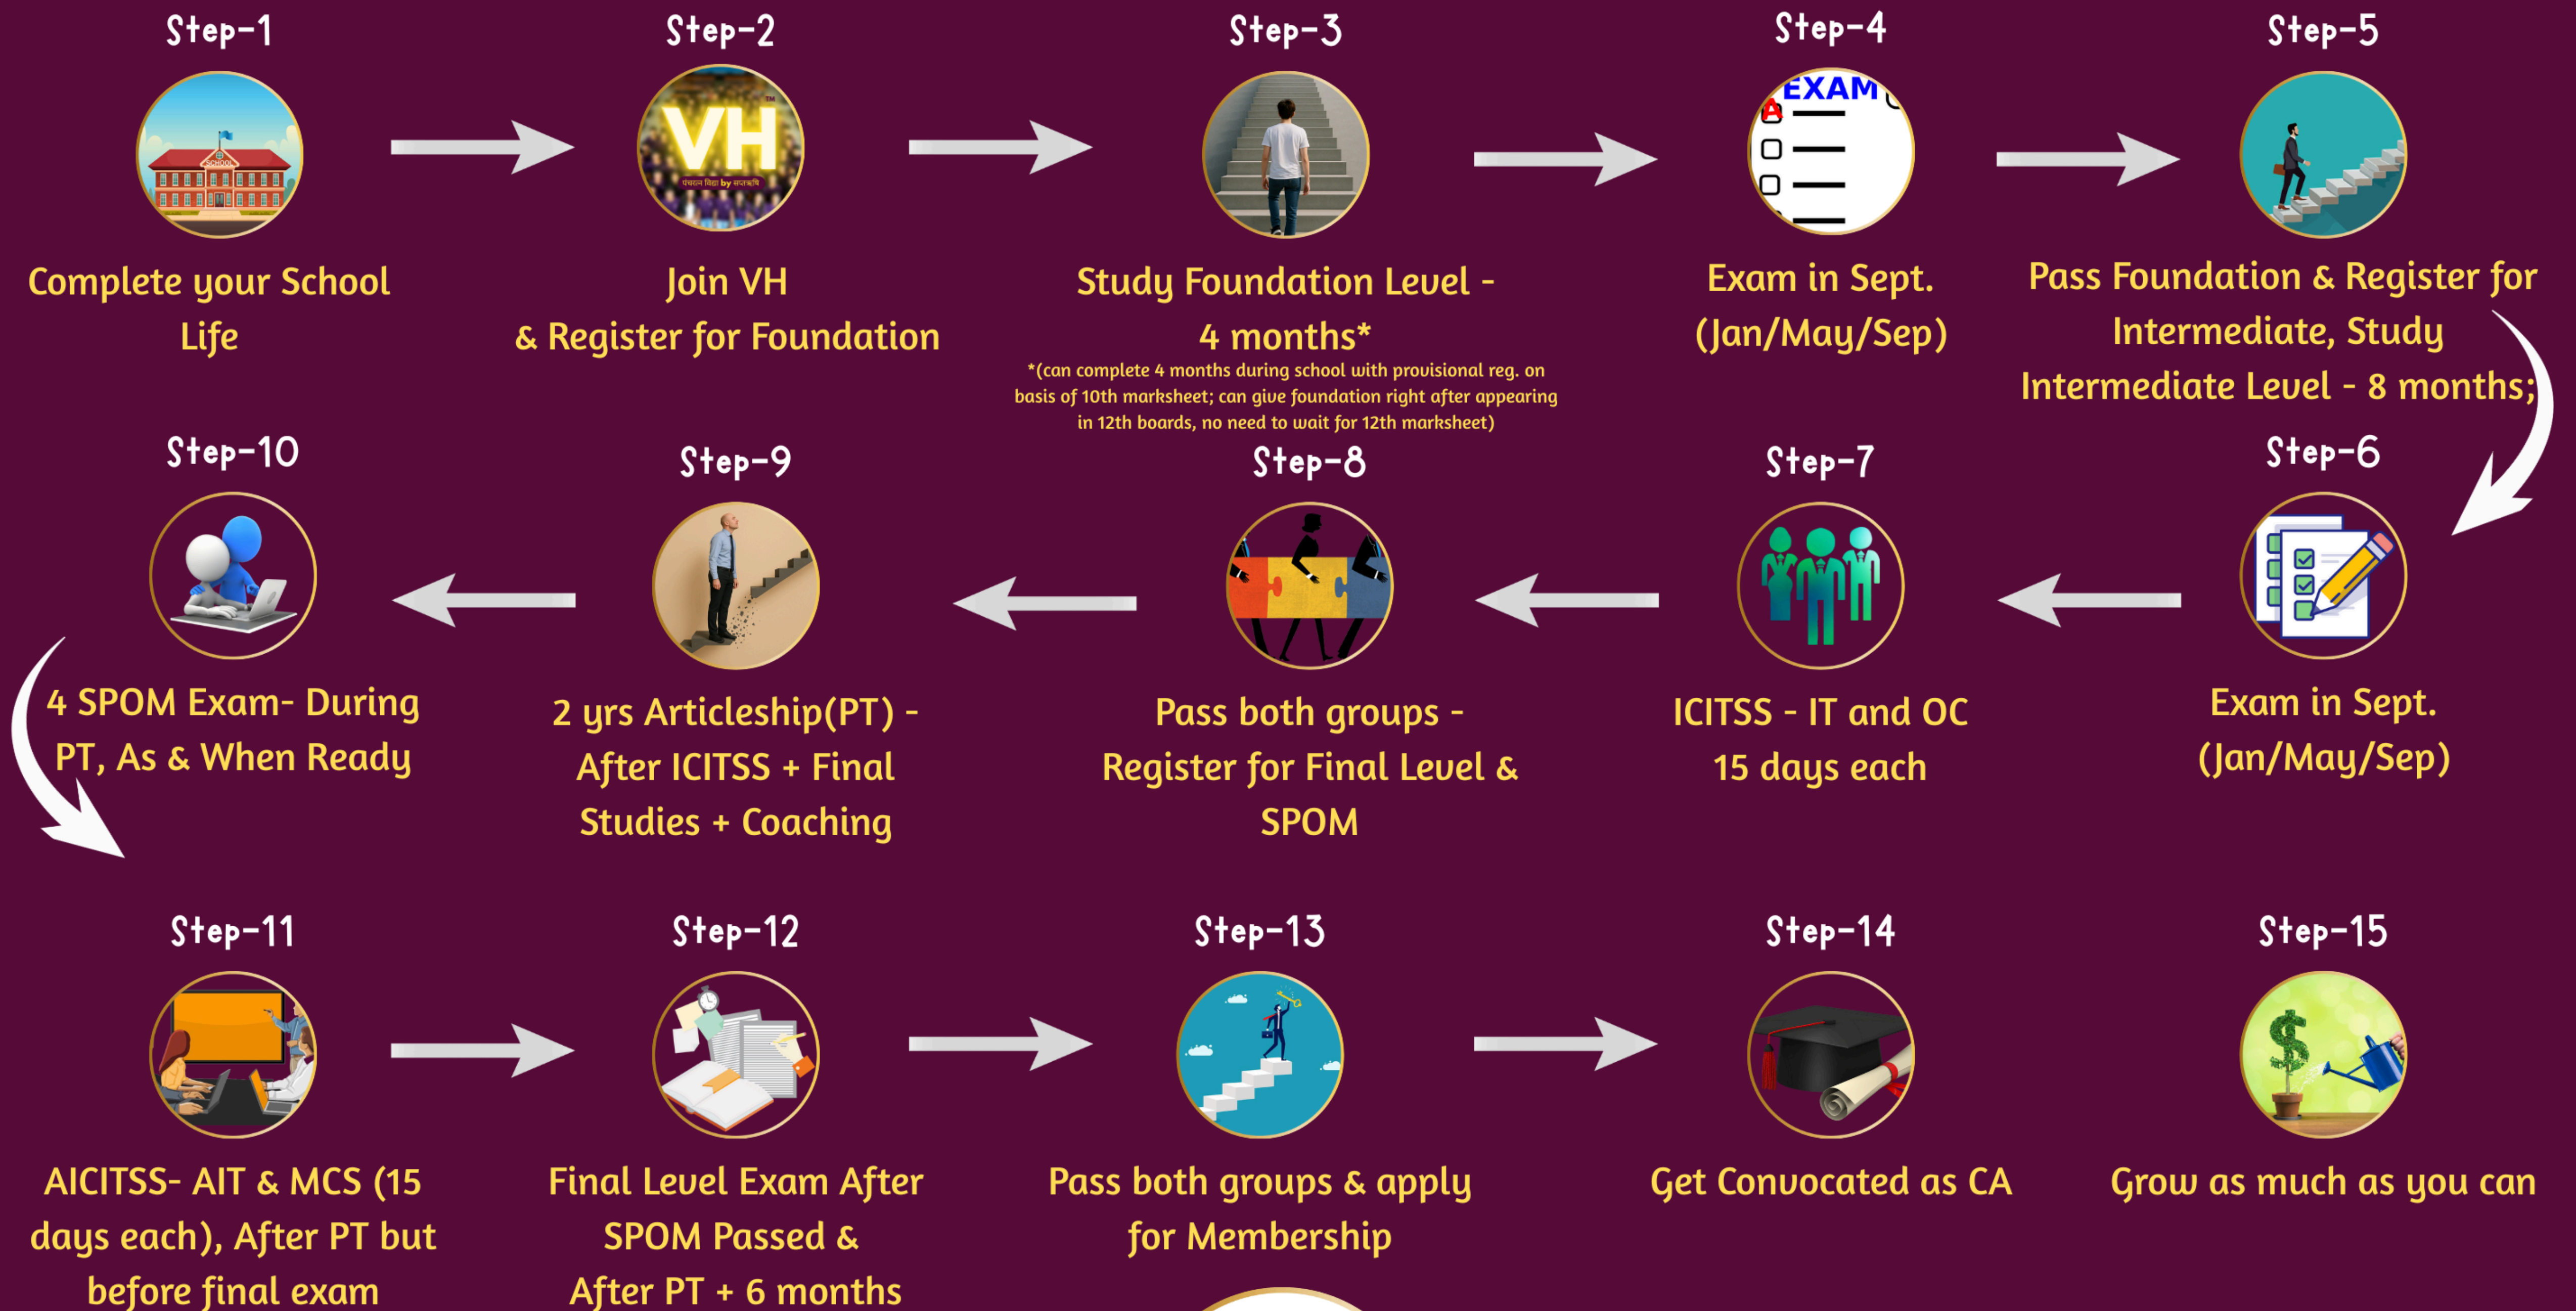 Step-1
SCHOOL
Complete your School
Life
Step-2
VH
TM
पंचरत्न विद्या by सप्तऋषि
Join VH
& Register for Foundation
Step-3
Study Foundation Level -
4 months*
*(can complete 4 months during school with provisional reg. on
basis of 10th marksheet; can give foundation right after appearing
in 12th boards, no need to wait for 12th marksheet)
Step-4
EXAM
A
Exam in Sept.
(Jan/May/Sep)
Step-5
Pass Foundation & Register for
Intermediate, Study
Intermediate Level - 8 months;
Step-6
Exam in Sept.
(Jan/May/Sep)
Step-7
ICITSS - IT and OC
15 days each
Step-8
Pass both groups -
Register for Final Level &
SPOM
Step-9
2 yrs Articleship(PT) -
After ICITSS + Final
Studies + Coaching
Step-10
4 SPOM Exam- During
PT, As & When Ready
Step-11
AICITSS- AIT & MCS (15
days each), After PT but
before final exam
Step-12
Final Level Exam After
SPOM Passed &
After PT + 6 months
Step-13
Pass both groups & apply
for Membership
Step-14
Get Convocated as CA
Step-15
$
Grow as much as you can